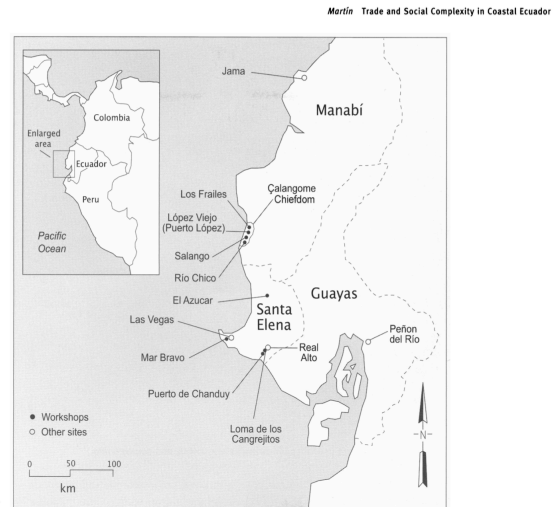 Martín Trade and Social Complexity in Coastal Ecuador
Colombia
Enlarged
area
Ecuador
Peru
Pacific
Ocean
Jama
Manabí
Los Frailes
Çalangome
Chiefdom
López Viejo
(Puerto López)
Salango
Río Chico
El Azucar
Guayas
Santa
Elena
Las Vegas
Peñon
del Río
Real
Alto
Mar Bravo
Puerto de Chanduy
Loma de los
Cangrejitos
Workshops
Other sites
0 50 100
km
N